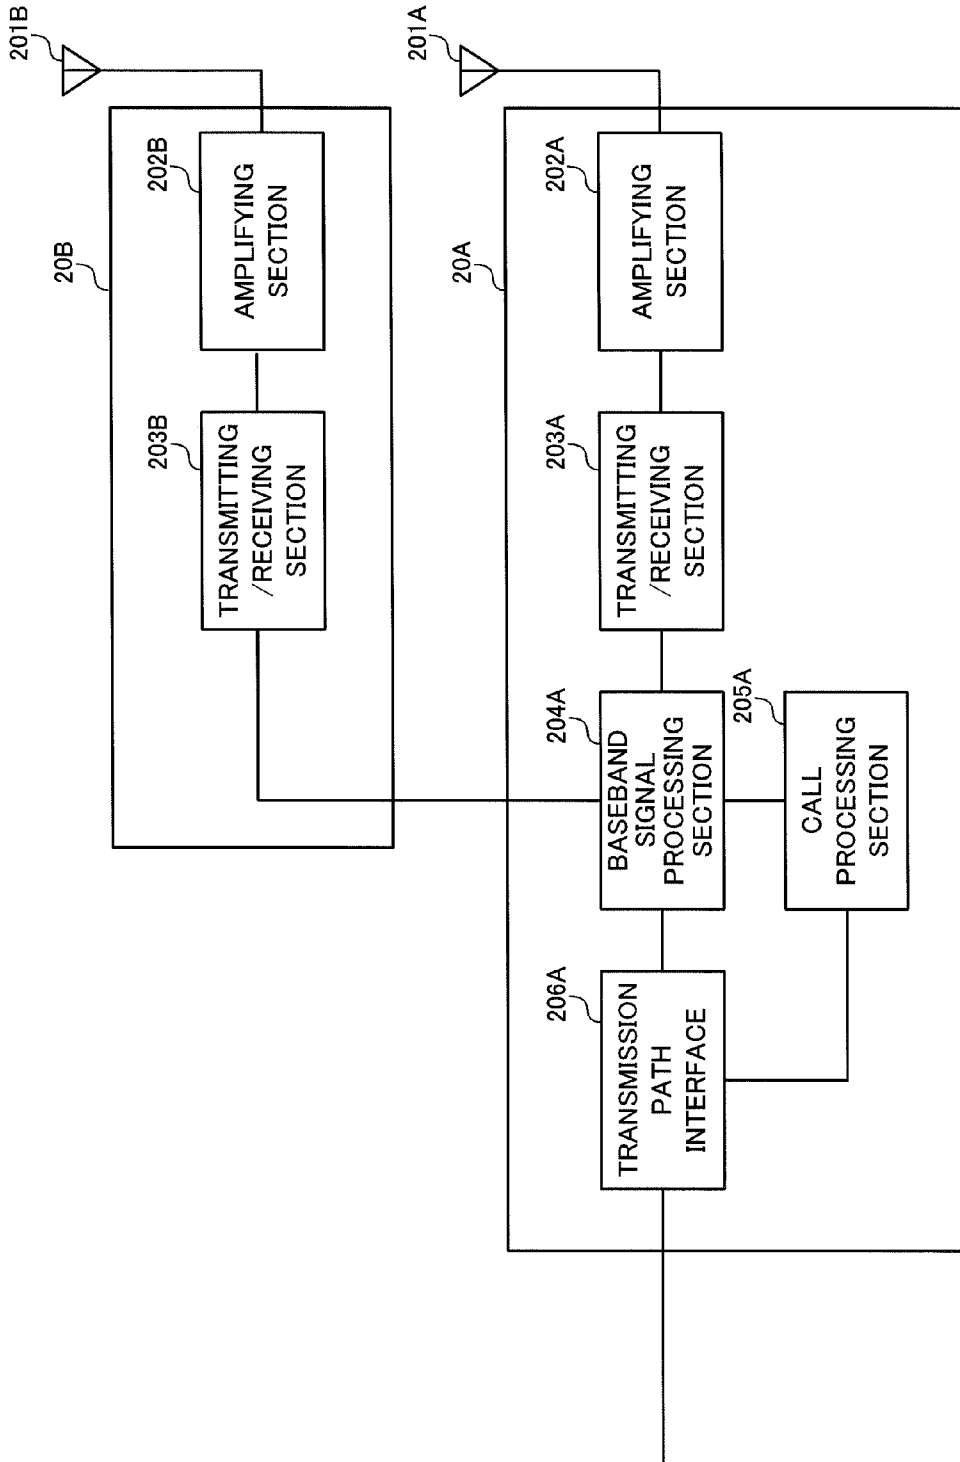 201B
20B
202B
AMPLIFYING
SECTION
203B
TRANSMITTING
/RECEIVING
SECTION
201A
20A
202A
AMPLIFYING
SECTION
203A
TRANSMITTING
/RECEIVING
SECTION
204A
BASEBAND
SIGNAL
PROCESSING
SECTION
205A
CALL
PROCESSING
SECTION
206A
TRANSMISSION
PATH
INTERFACE